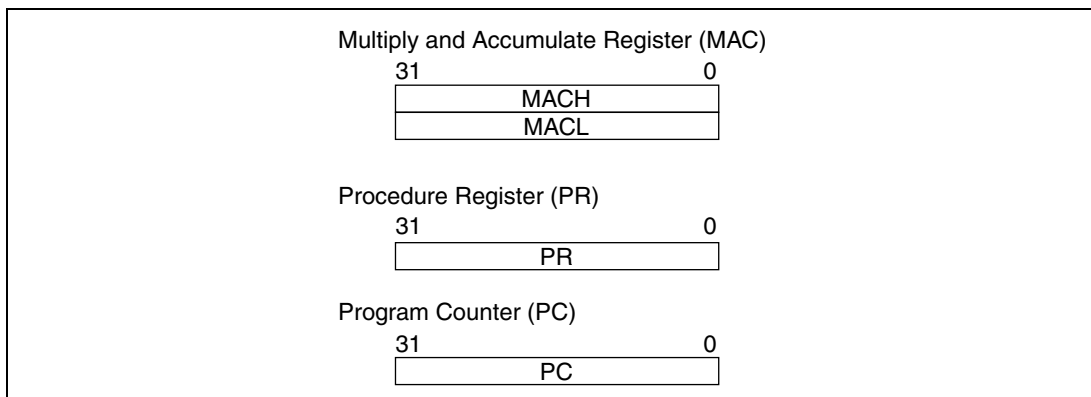 Multiply and Accumulate Register (MAC)
31 0
MACH
MACL
Procedure Register (PR)
31 0
PR
Program Counter (PC)
31 0
PC